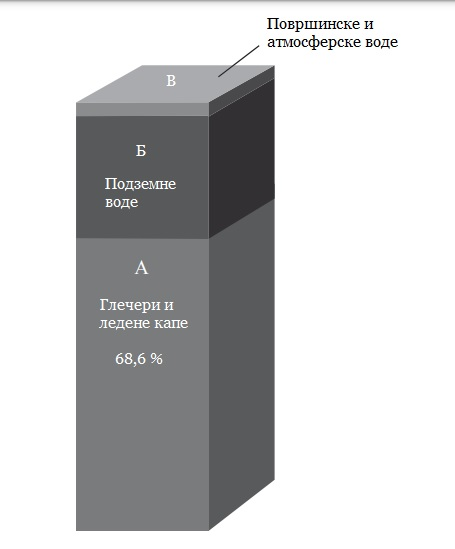 Површинске и
атмосферске воде
В
Б
Подземне
воде
А
Глечери и
ледене капе
68,6 %